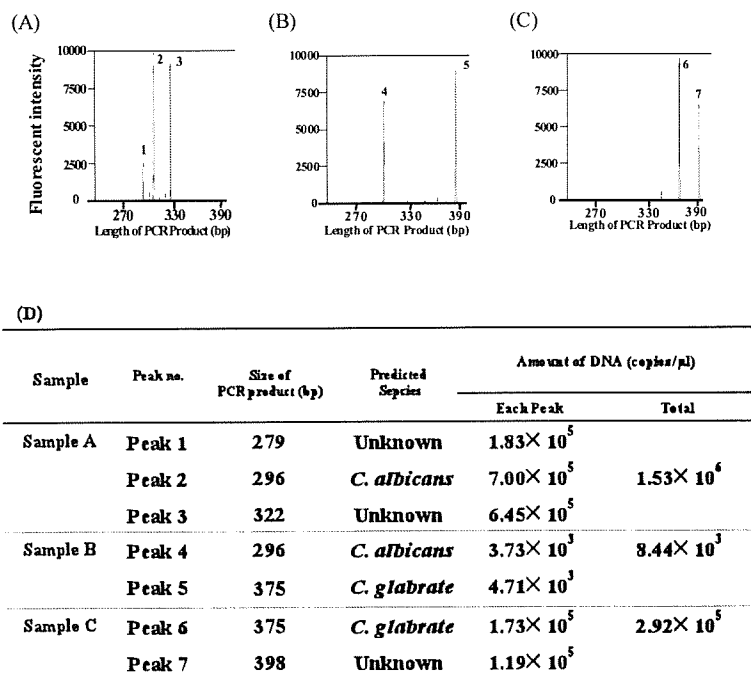 (A)
10000
7500
5000
2500
0
Fluorescent intensity
1
2
3
270 330 390
Length of PCR Product (bp)
(B)
10000
7500
5000
2500
0
4
5
270 330 390
Length of PCR Product (bp)
(C)
10000
7500
5000
2500
0
6
7
270 330 390
Length of PCR Product (bp)
(D)
Sample Peak no. Size of PCR product (bp) Predicted Sepcies Amount of DNA (copies/µl)
Each Peak Total
Sample A Peak 1 279 Unknown 1.83× 10^5
Peak 2 296 C. albicans 7.00× 10^5 1.53× 10^6
Peak 3 322 Unknown 6.45× 10^5
Sample B Peak 4 296 C. albicans 3.73× 10^3 8.44× 10^3
Peak 5 375 C. glabrate 4.71× 10^3
Sample C Peak 6 375 C. glabrate 1.73× 10^5 2.92× 10^5
Peak 7 398 Unknown 1.19× 10^5